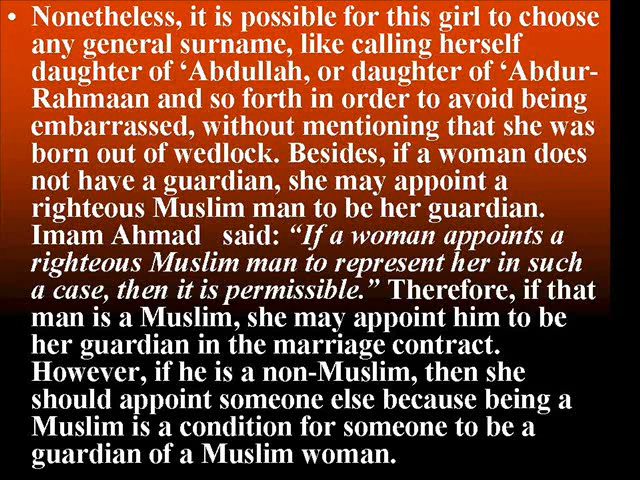 • Nonetheless, it is possible for this girl to choose
any general surname, like calling herself
daughter of ‘Abdullah, or daughter of ‘Abdur-
Rahmaan and so forth in order to avoid being
embarrassed, without mentioning that she was
born out of wedlock. Besides, if a woman does
not have a guardian, she may appoint a
righteous Muslim man to be her guardian.
Imam Ahmad said: “If a woman appoints a
righteous Muslim man to represent her in such
a case, then it is permissible.” Therefore, if that
man is a Muslim, she may appoint him to be
her guardian in the marriage contract.
However, if he is a non-Muslim, then she
should appoint someone else because being a
Muslim is a condition for someone to be a
guardian of a Muslim woman.